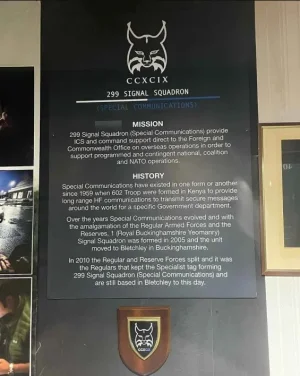 CCXCIX
299 SIGNAL SQUADRON
(SPECIAL COMMUNICATIONS)
MISSION
299 Signal Squadron (Special Communications) provide
ICS and command support direct to the Foreign and
Commonwealth Office on overseas operations in order to
support programmed and contingent national, coalition
and NATO operations.
HISTORY
Special Communications have existed in one form or another
since 1959 when 602 Troop were formed in Kenya to provide
long range HF communications to transmit secure messages
around the world for a specific Government department.
Over the years Special Communications evolved and with
the amalgamation of the Regular Armed Forces and the
Reserves, 1 (Royal Buckinghamshire Yeomanry)
Signal Squadron was formed in 2005 and the unit
moved to Bletchley in Buckinghamshire.
In 2010 the Regular and Reserve Forces split and it was
the Regulars that kept the Specialist tag forming
299 Signal Squadron (Special Communications) and
are still based in Bletchley to this day.
CCXCIX